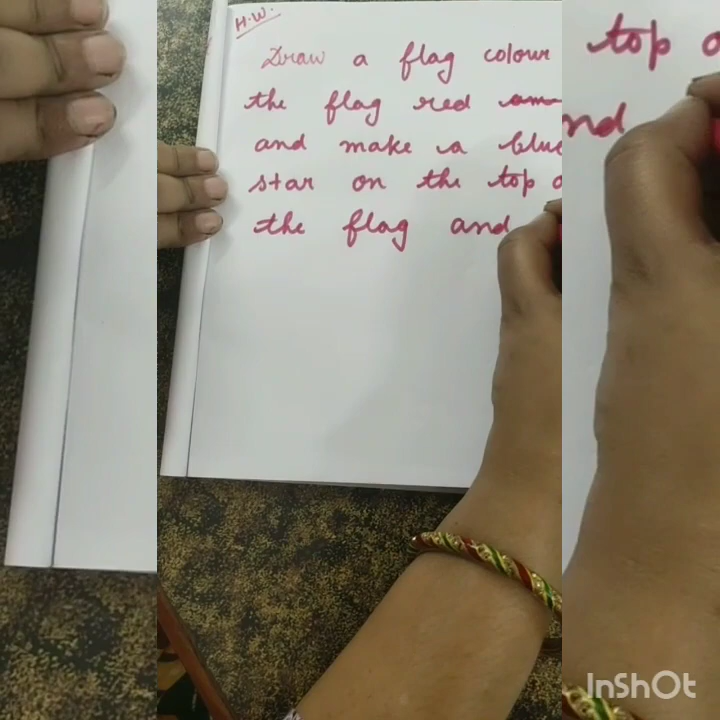 H.W.
Draw a flag colour
the flag red
and make a blue
star on the top
the flag and
top
nd
InShOt